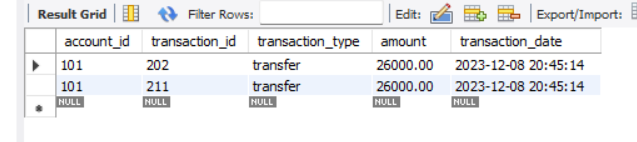 Result Grid Filter Rows: Edit: Export/Import:
account_id transaction_id transaction_type amount transaction_date
101 202 transfer 26000.00 2023-12-08 20:45:14
101 211 transfer 26000.00 2023-12-08 20:45:14
NULL NULL NULL NULL NULL